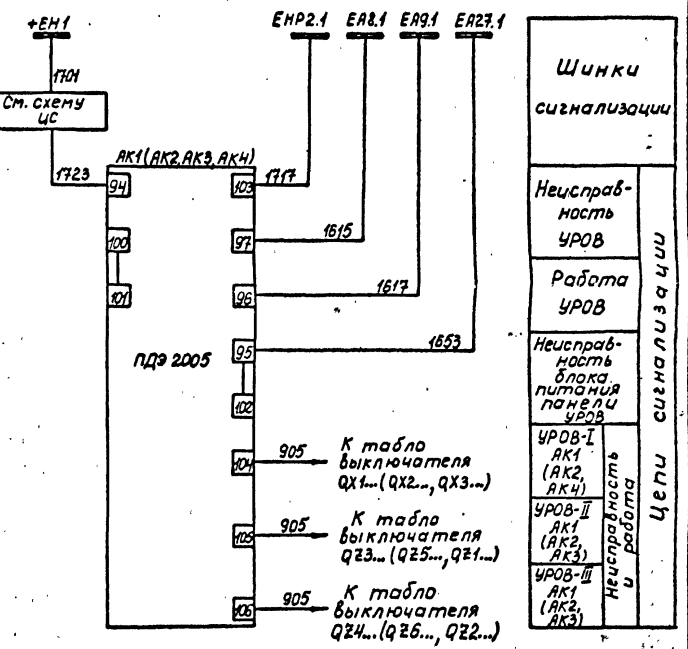 +ЕН1
ЕНР2.1
ЕА8.1
ЕА9.1
ЕА27.1
1701
См. схему
ЦС
1723
АК1(АК2,АК3,АК4)
94
100
101
ПДЭ 2005
103
1717
97
1615
96
1617
95
1653
102
104
905
К табло
выключателя
QX1...(QX2...,QX3...)
105
905
К табло
выключателя
QZ3...(QZ5...,QZ1...)
106
905
К табло
выключателя
QZ4...(QZ6...,QZ2...)
Шинки
сигнализации
Неисправ-
ность
УРОВ
Работа
УРОВ
Неисправ-
ность
блока
питания
панели
УРОВ
УРОВ-I
АК1
(АК2,
АК4)
УРОВ-II
АК1
(АК2,
АК3)
УРОВ-III
АК1
(АК2,
АК3)
Неисправность
и работа
Цепи сигнализации